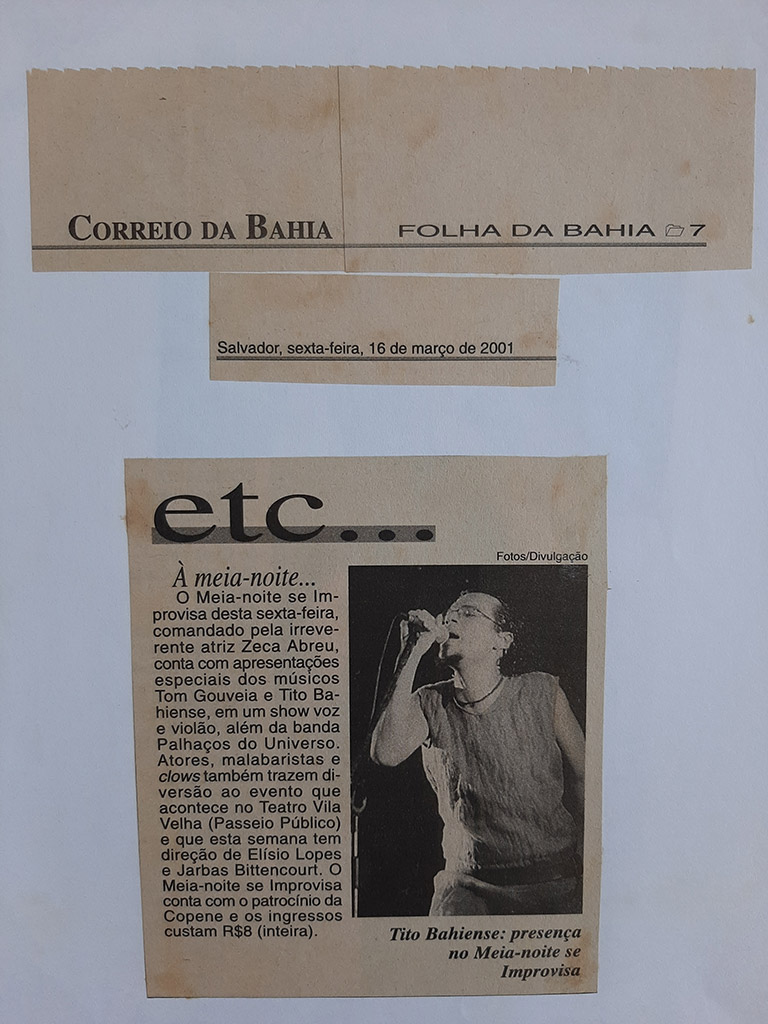 CORREIO DA BAHIA
FOLHA DA BAHIA 7
Salvador, sexta-feira, 16 de março de 2001
etc...
Fotos/Divulgação
À meia-noite...
O Meia-noite se Im-
provisa desta sexta-feira,
comandado pela irreve-
rente atriz Zeca Abreu,
conta com apresentações
especiais dos músicos
Tom Gouveia e Tito Ba-
hiense, em um show voz
e violão, além da banda
Palhaços do Universo.
Atores, malabaristas e
clows também trazem di-
versão ao evento que
acontece no Teatro Vila
Velha (Passeio Público)
e que esta semana tem
direção de Elísio Lopes
e Jarbas Bittencourt. O
Meia-noite se Improvisa
conta com o patrocínio da
Copene e os ingressos
custam R$8 (inteira).
Tito Bahiense: presença
no Meia-noite se
Improvisa